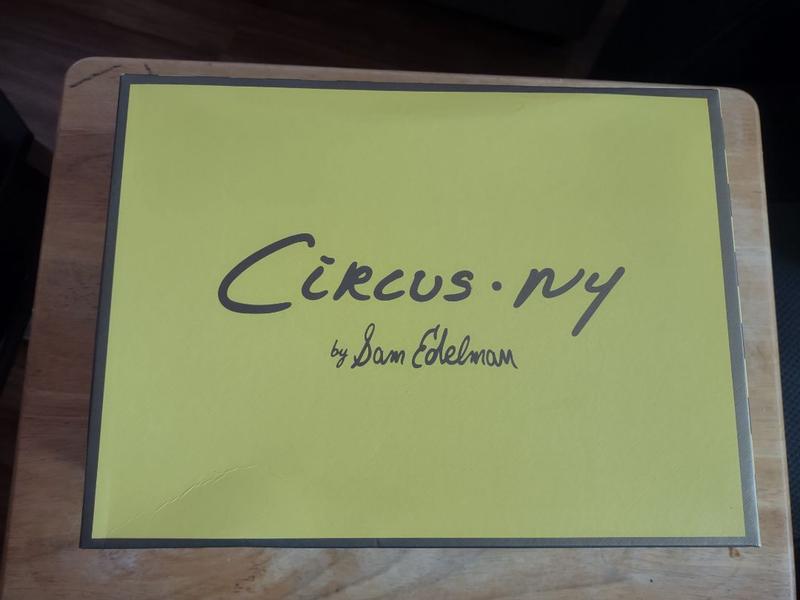 Circus · NY
by Sam Edelman